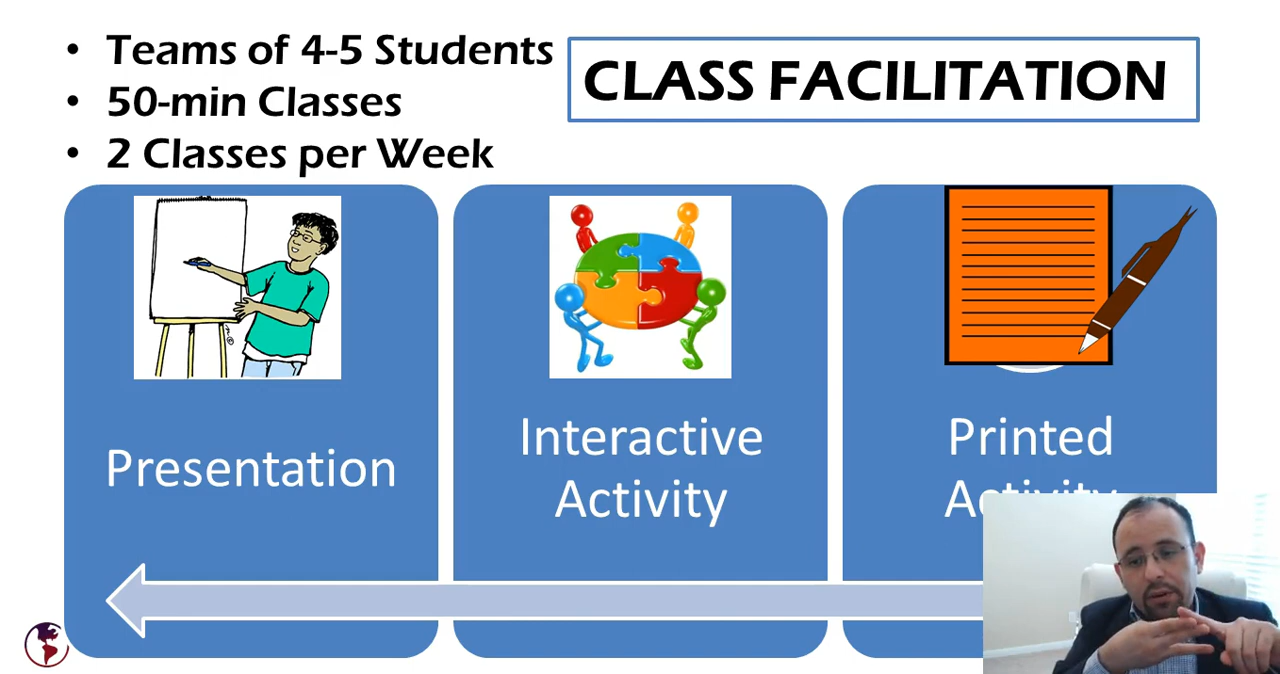 • Teams of 4-5 Students
• 50-min Classes
• 2 Classes per Week
CLASS FACILITATION
Presentation
Interactive
Activity
Printed
Activity